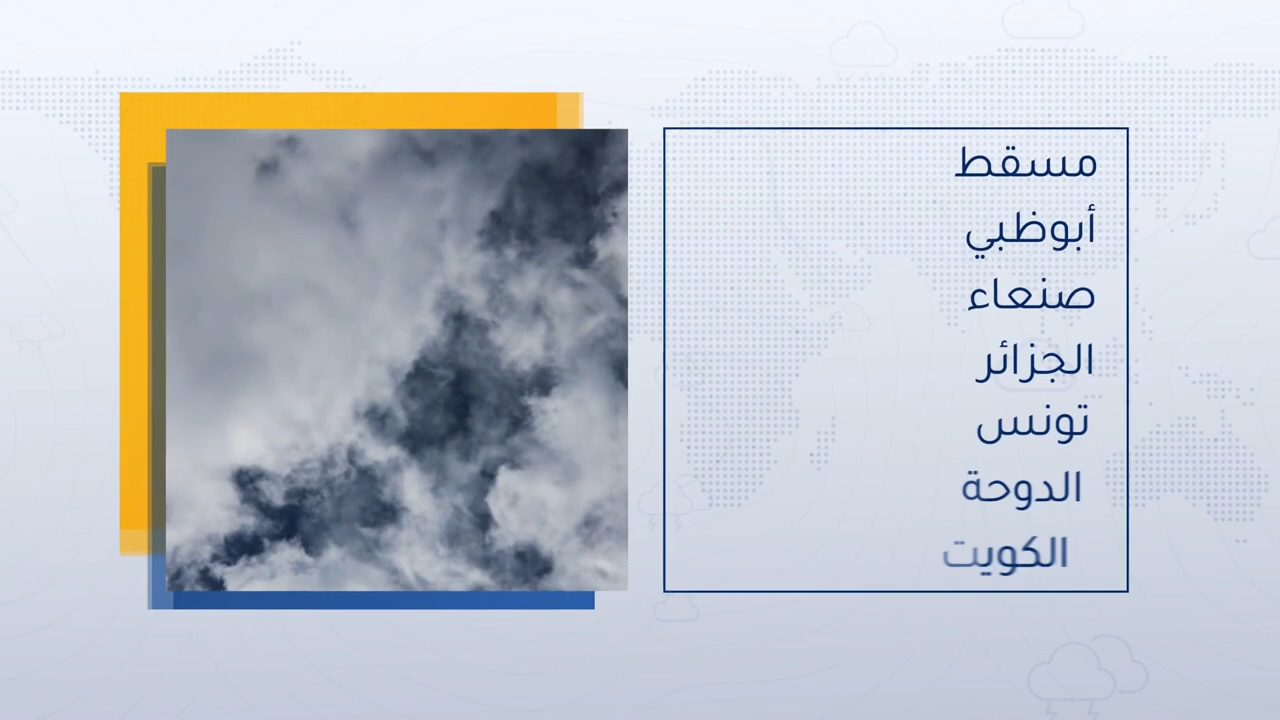 مسقط
أبوظبي
صنعاء
الجزائر
تونس
الدوحة
الكويت